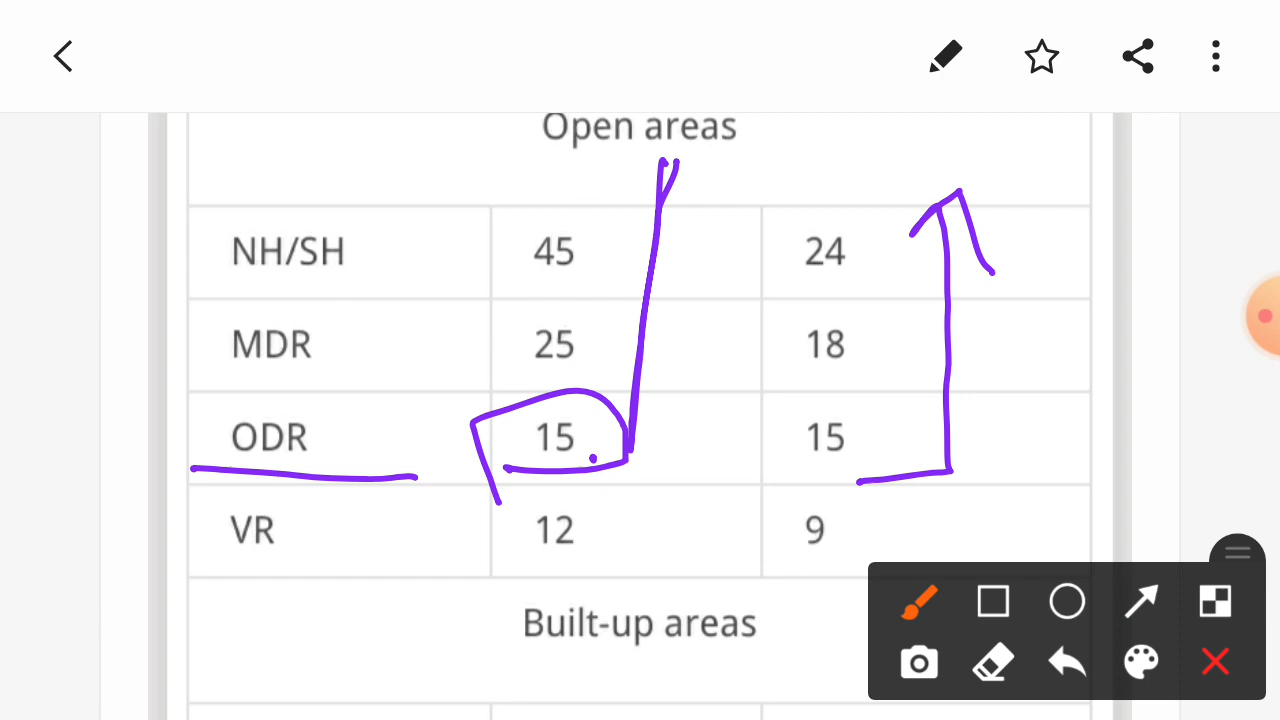 Open areas
NH/SH 45 24
MDR 25 18
ODR 15 15
VR 12 9
Built-up areas